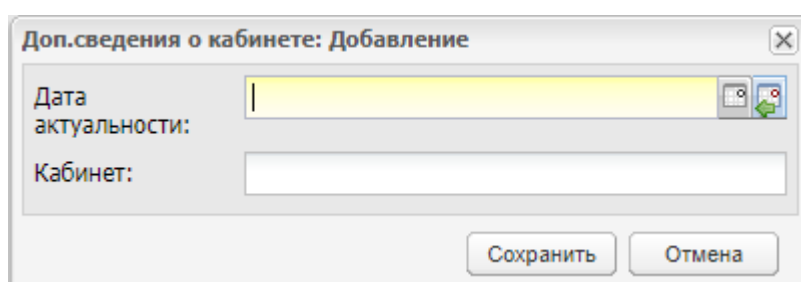 Доп.сведения о кабинете: Добавление
Дата
актуальности:
Кабинет:
Сохранить Отмена